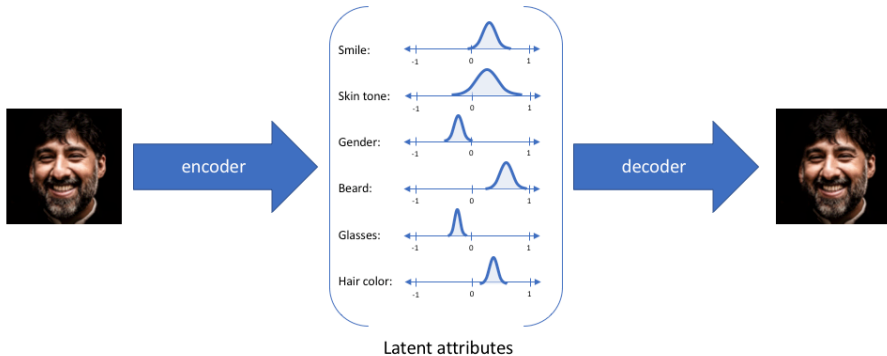 Smile:
-1 0 1
Skin tone:
-1 0 1
Gender:
-1 0 1
encoder
decoder
Beard:
-1 0 1
Glasses:
-1 0 1
Hair color:
-1 0 1
Latent attributes